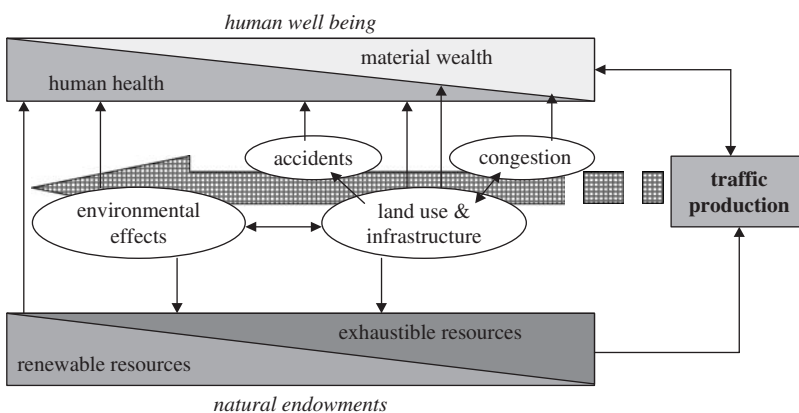 human well being
material wealth
human health
accidents
congestion
traffic
production
environmental
effects
land use &
infrastructure
exhaustible resources
renewable resources
natural endowments